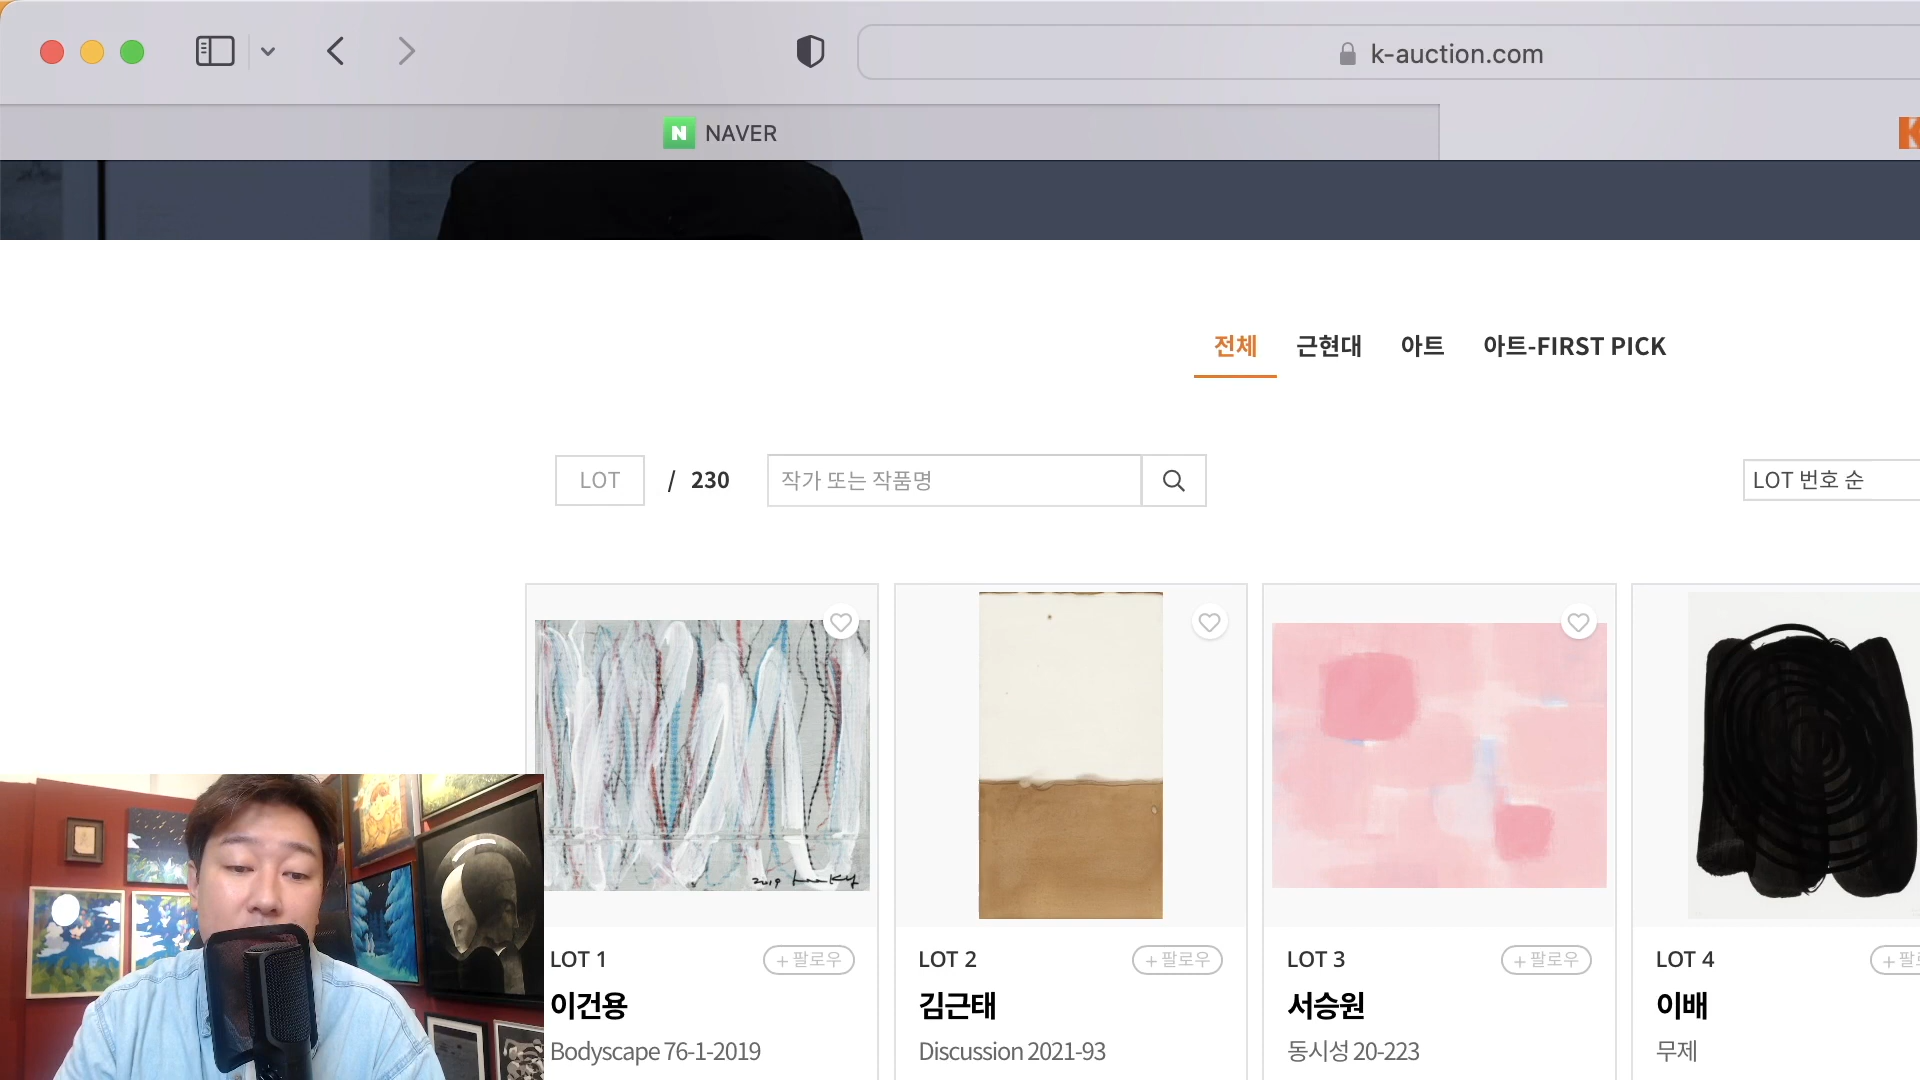 k-auction.com
N NAVER
K
전체 근현대 아트 아트-FIRST PICK
LOT / 230 작가 또는 작품명 LOT 번호 순
2019
LOT 1 +팔로우
이건용
Bodyscape 76-1-2019
LOT 2 +팔로우
김근태
Discussion 2021-93
LOT 3 +팔로우
서승원
동시성 20-223
LOT 4 +팔
이배
무제